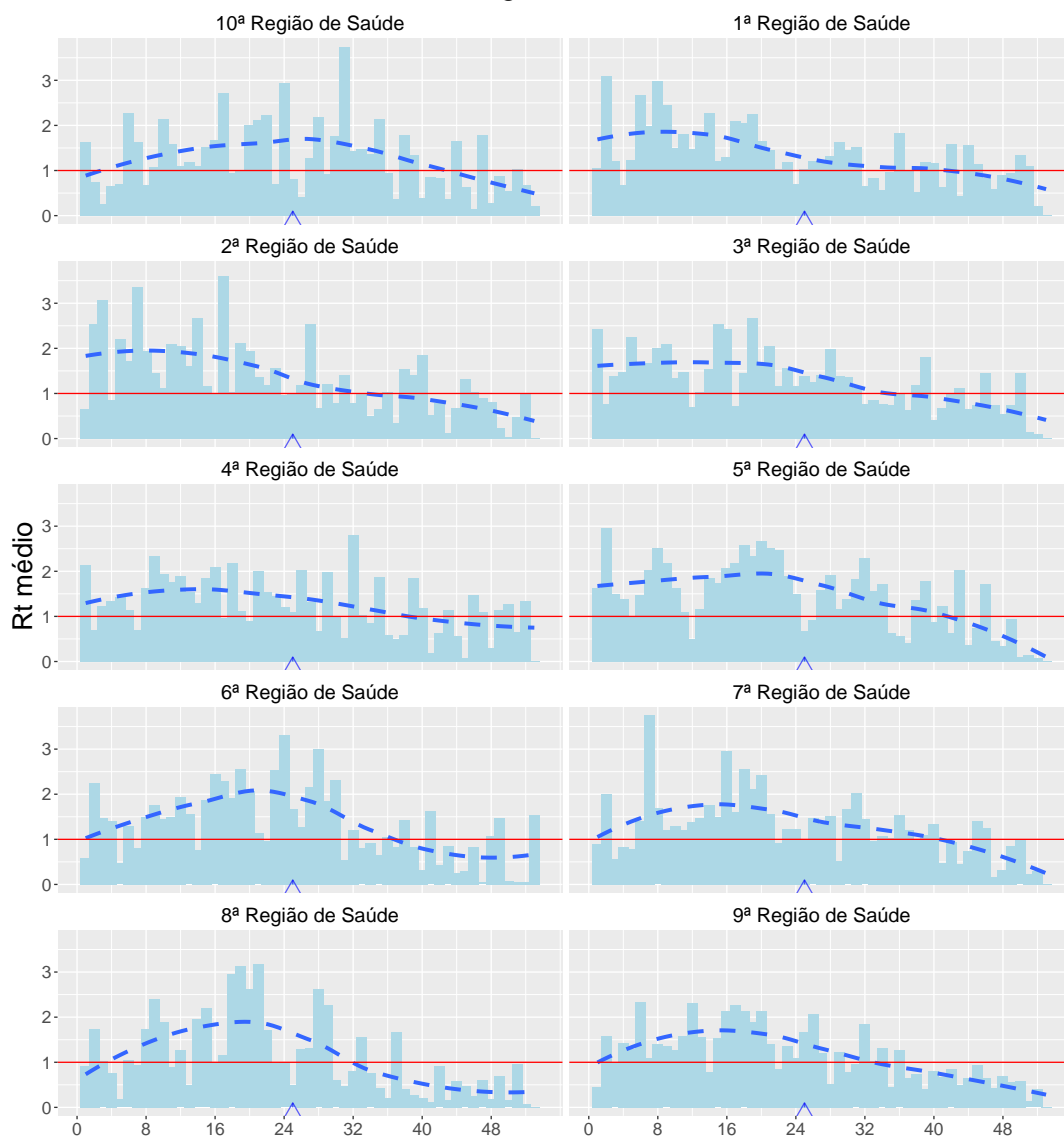 10ª Região de Saúde 1ª Região de Saúde
3
2
1
0
2ª Região de Saúde 3ª Região de Saúde
3
2
1
0
4ª Região de Saúde 5ª Região de Saúde
3
2
1
0
Rt médio
6ª Região de Saúde 7ª Região de Saúde
3
2
1
0
8ª Região de Saúde 9ª Região de Saúde
3
2
1
0
0 8 16 24 32 40 48 0 8 16 24 32 40 48